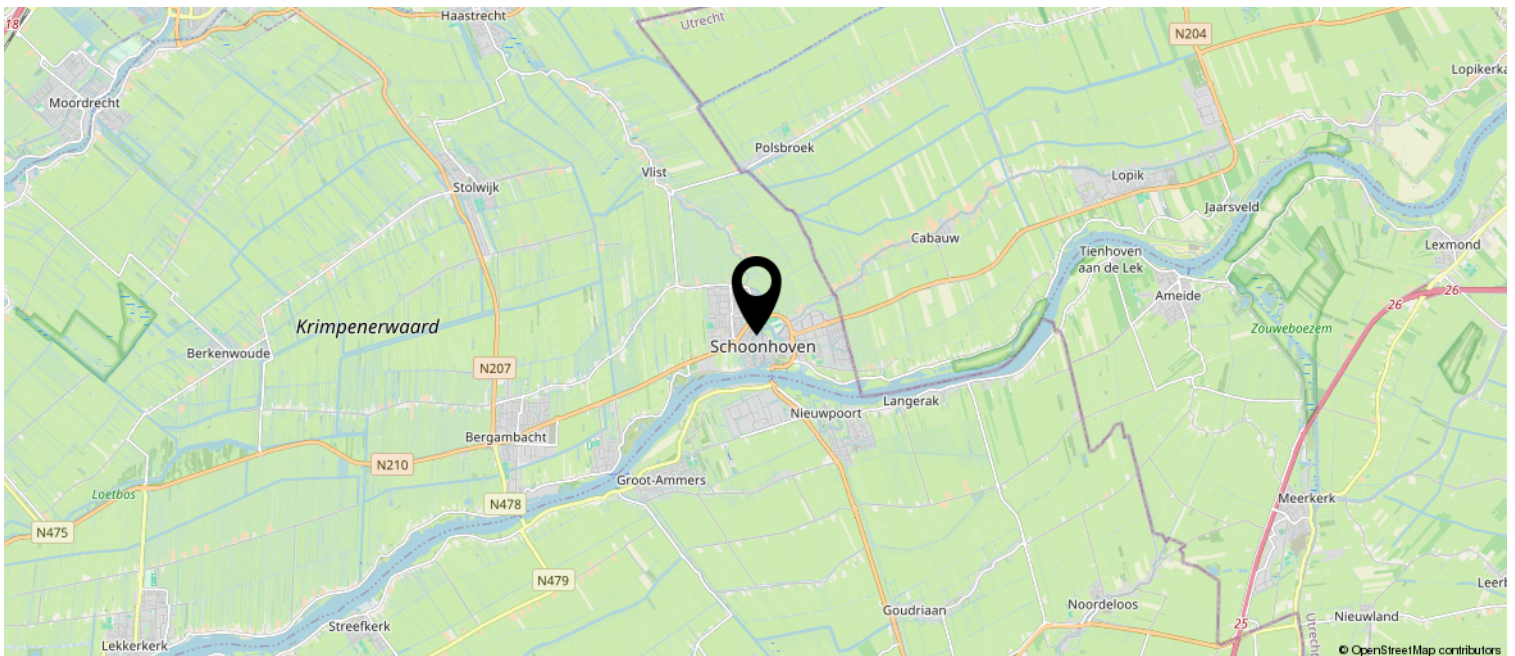 18
Haastrecht
Utrecht
N204
Lopikerka
Moordrecht
Polsbroek
Vlist
Stolwijk
Lopik
Jaarsveld
Cabauw
Lexmond
Tienhoven
aan de Lek
Ameide
26
26
Krimpenerwaard
Zouweboezem
Schoonhoven
Berkenwoude
N207
Langerak
Nieuwpoort
Bergambacht
N210
Groot-Ammers
Loetbos
Meerkerk
N478
N475
N479
Leerb
Goudriaan
Noordeloos
Nieuwland
Streefkerk
25
Utrecht
Lekkerkerk
© OpenStreetMap contributors